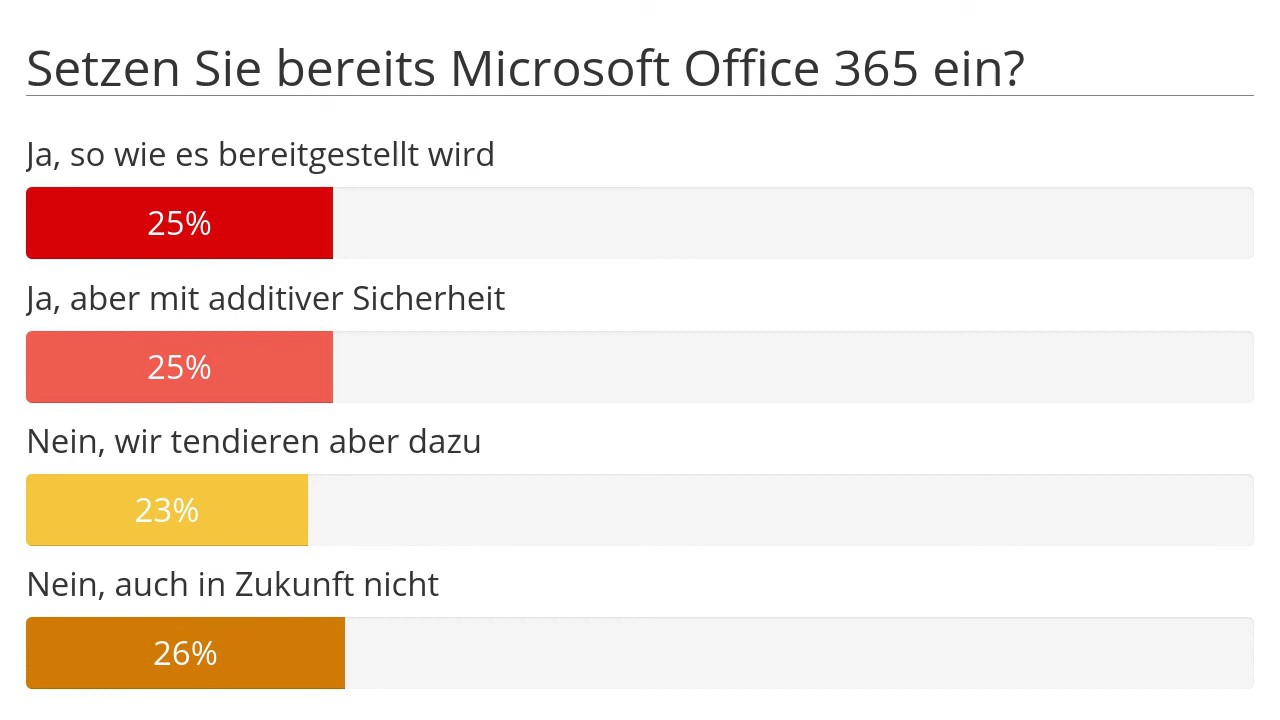 Setzen Sie bereits Microsoft Office 365 ein?
Ja, so wie es bereitgestellt wird
25%
Ja, aber mit additiver Sicherheit
25%
Nein, wir tendieren aber dazu
23%
Nein, auch in Zukunft nicht
26%